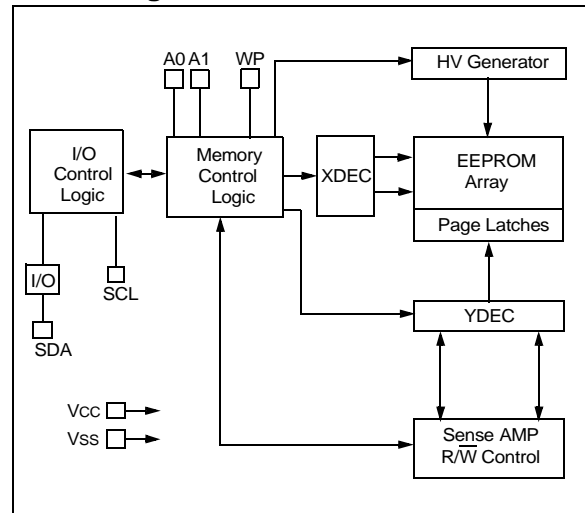 A0 A1 WP
HV Generator
I/O
Control
Logic
Memory
Control
Logic
XDEC
EEPROM
Array
Page Latches
I/O
SCL
SDA
YDEC
VCC
VSS
Sense AMP
R/W̅ Control